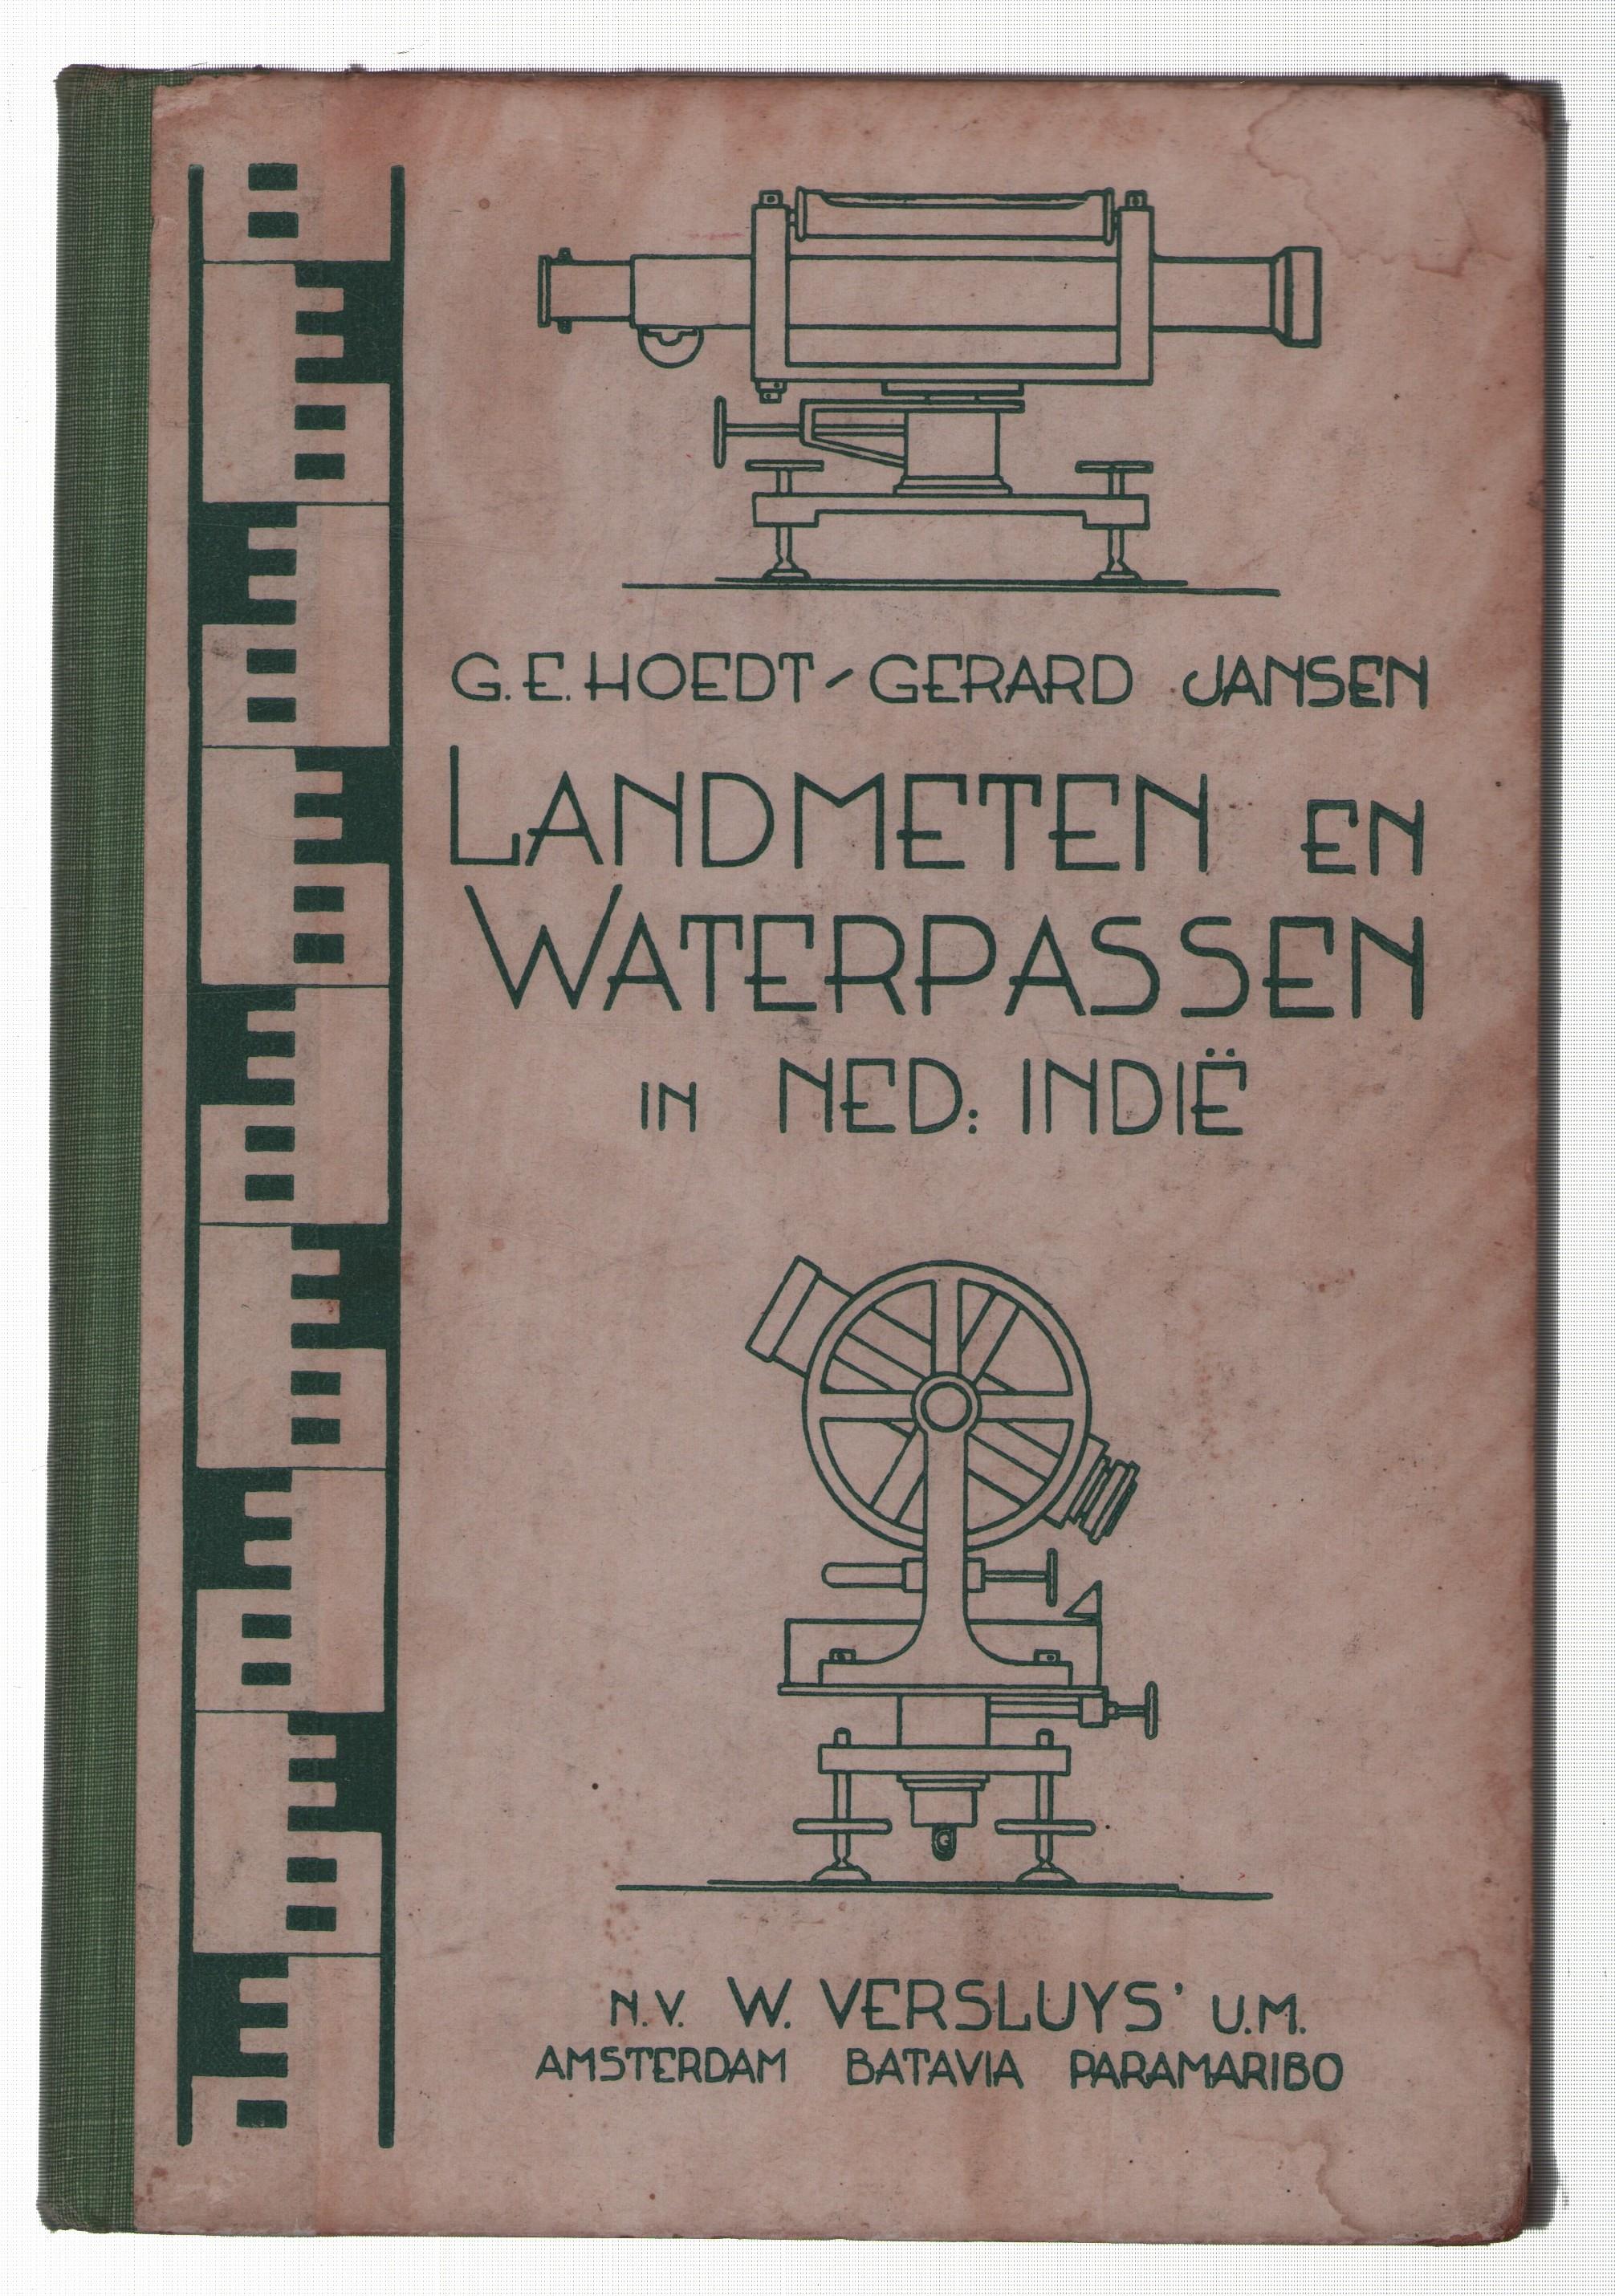 G. E. HOEDT - GERARD JANSEN
LANDMETEN EN
WATERPASSEN
IN NED: INDIË
N.V. W. VERSLUYS' U.M.
AMSTERDAM BATAVIA PARAMARIBO